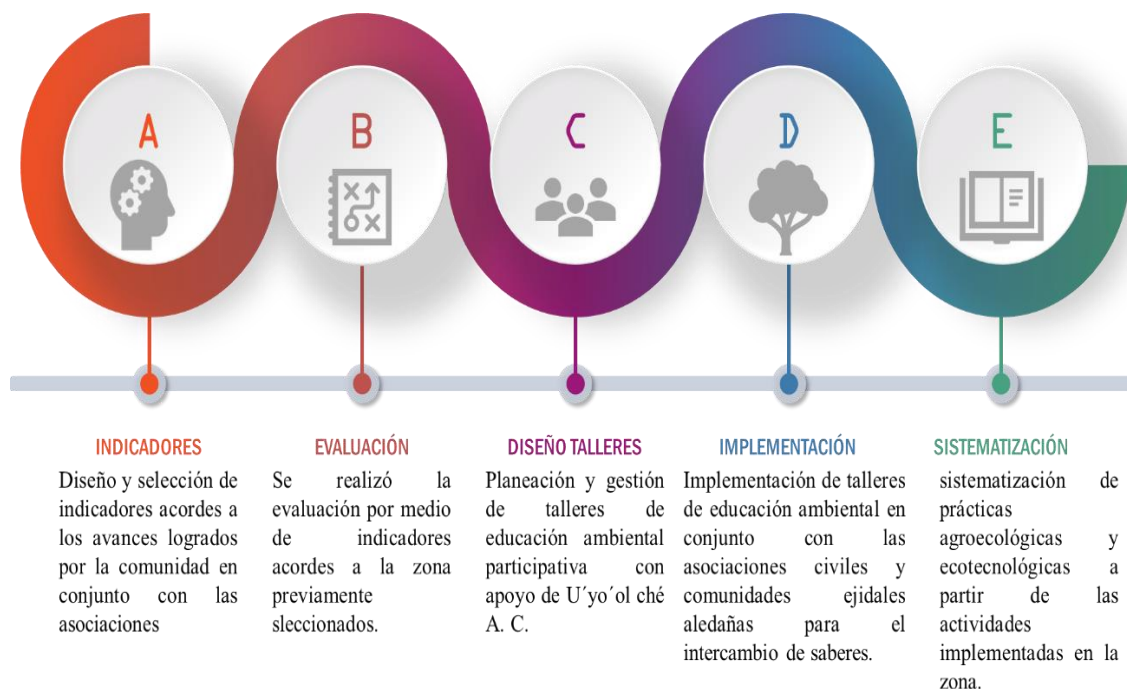 A
B
C
D
E
INDICADORES
Diseño y selección de
indicadores acordes a
los avances logrados
por la comunidad en
conjunto con las
asociaciones
EVALUACIÓN
Se realizó la
evaluación por medio
de indicadores
acordes a la zona
previamente
sleccionados.
DISEÑO TALLERES
Planeación y gestión
de talleres de
educación ambiental
participativa con
apoyo de U´yo´ol ché
A. C.
IMPLEMENTACIÓN
Implementación de talleres
de educación ambiental en
conjunto con las
asociaciones civiles y
comunidades ejidales
aledañas para el
intercambio de saberes.
SISTEMATIZACIÓN
sistematización de
prácticas
agroecológicas y
ecotecnológicas a
partir de las
actividades
implementadas en la
zona.